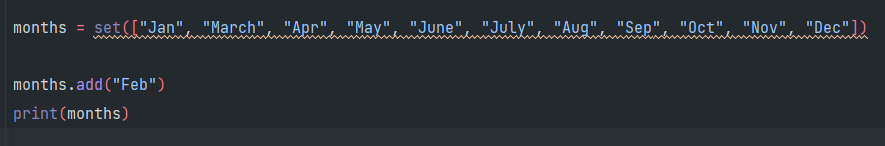 months = set(["Jan", "March", "Apr", "May", "June", "July", "Aug", "Sep", "Oct", "Nov", "Dec"])
months.add("Feb")
print(months)